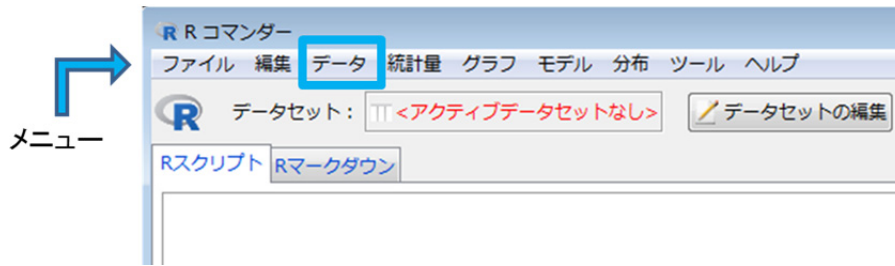 R コマンダー
ファイル 編集 データ 統計量 グラフ モデル 分布 ツール ヘルプ
R データセット： <アクティブデータセットなし> データセットの編集
メニュー
Rスクリプト Rマークダウン